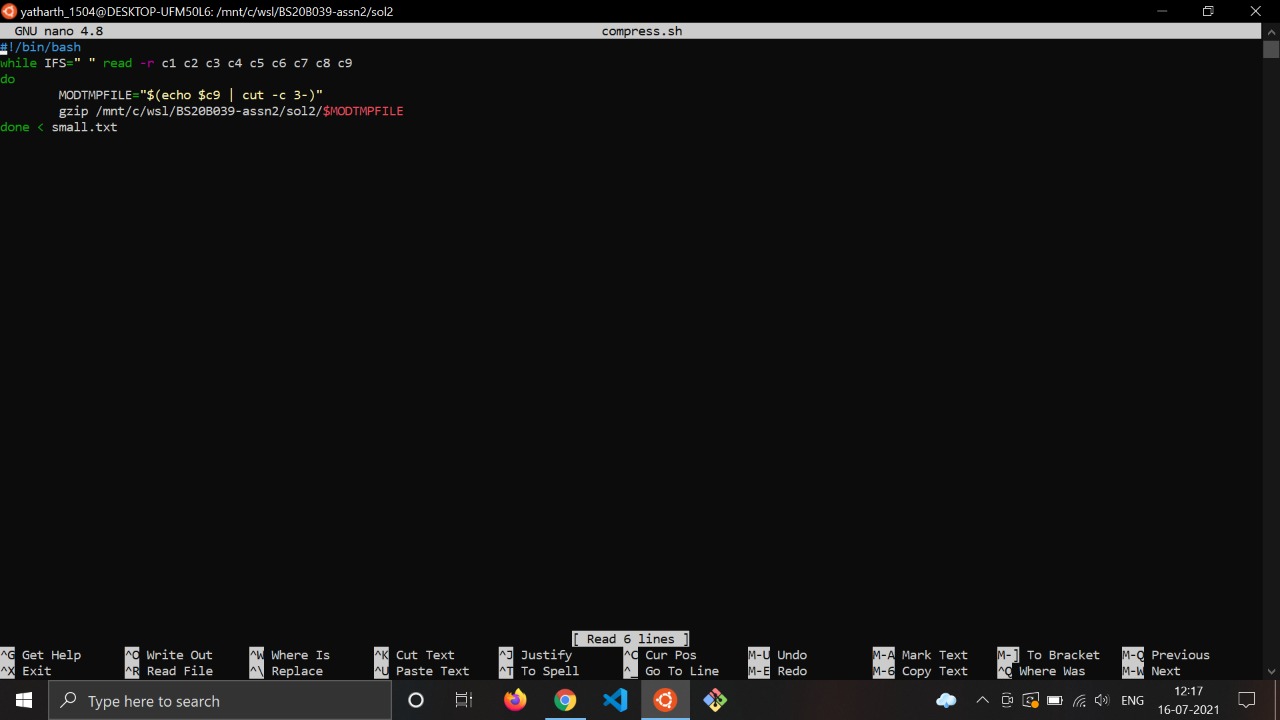 yatharth_1504@DESKTOP-UFM50L6: /mnt/c/wsl/BS20B039-assn2/sol2
GNU nano 4.8 compress.sh
#!/bin/bash
while IFS=" " read -r c1 c2 c3 c4 c5 c6 c7 c8 c9
do
MODTMPFILE="$(echo $c9 | cut -c 3-)"
gzip /mnt/c/wsl/BS20B039-assn2/sol2/$MODTMPFILE
done < small.txt
[ Read 6 lines ]
^G Get Help ^O Write Out ^W Where Is ^K Cut Text ^J Justify ^C Cur Pos M-U Undo M-A Mark Text M-] To Bracket M-Q Previous
^X Exit ^R Read File ^\ Replace ^U Paste Text ^T To Spell ^_ Go To Line M-E Redo M-6 Copy Text ^Q Where Was M-W Next
Type here to search
ENG
12:17
16-07-2021